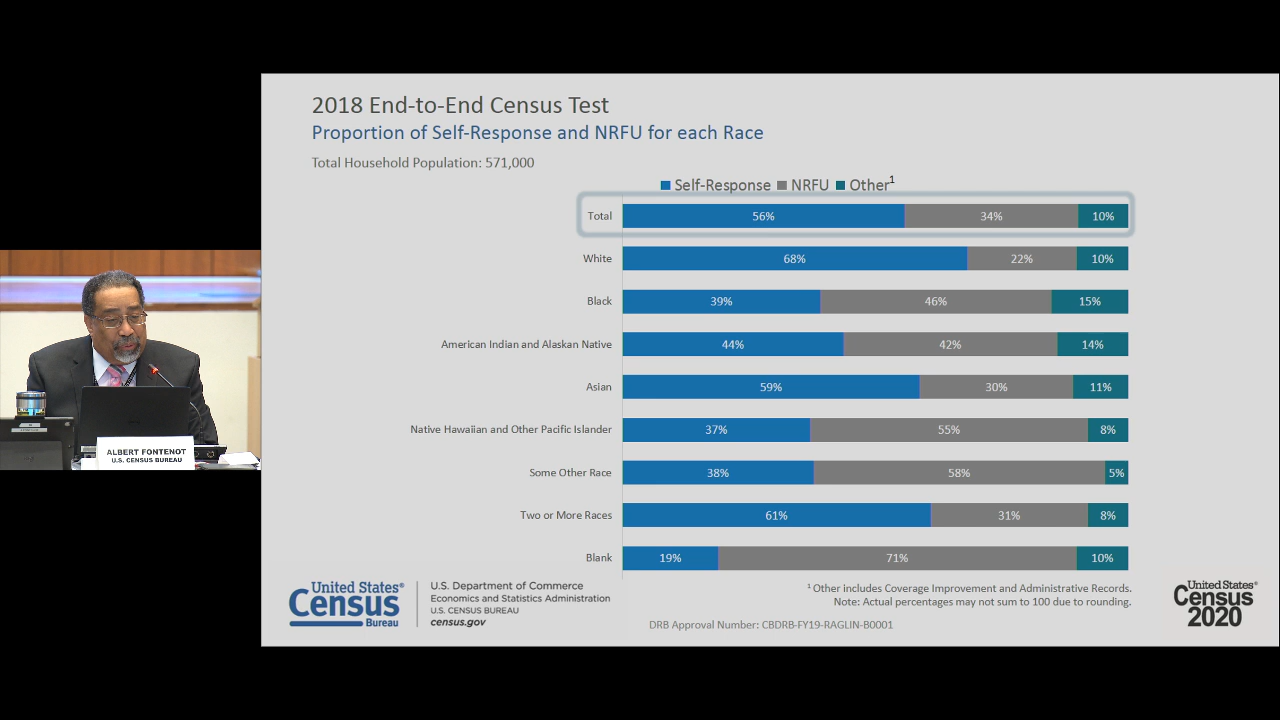 2018 End-to-End Census Test
Proportion of Self-Response and NRFU for each Race
Total Household Population: 571,000
Self-Response NRFU Other¹
Total 56% 34% 10%
White 68% 22% 10%
Black 39% 46% 15%
American Indian and Alaskan Native 44% 42% 14%
Asian 59% 30% 11%
Native Hawaiian and Other Pacific Islander 37% 55% 8%
Some Other Race 38% 58% 5%
Two or More Races 61% 31% 8%
Blank 19% 71% 10%
ALBERT FONTENOT
U.S. CENSUS BUREAU
United States®
Census
Bureau
U.S. Department of Commerce
Economics and Statistics Administration
U.S. CENSUS BUREAU
census.gov
¹ Other includes Coverage Improvement and Administrative Records.
Note: Actual percentages may not sum to 100 due to rounding.
DRB Approval Number: CBDRB-FY19-RAGLIN-B0001
United States®
Census
2020